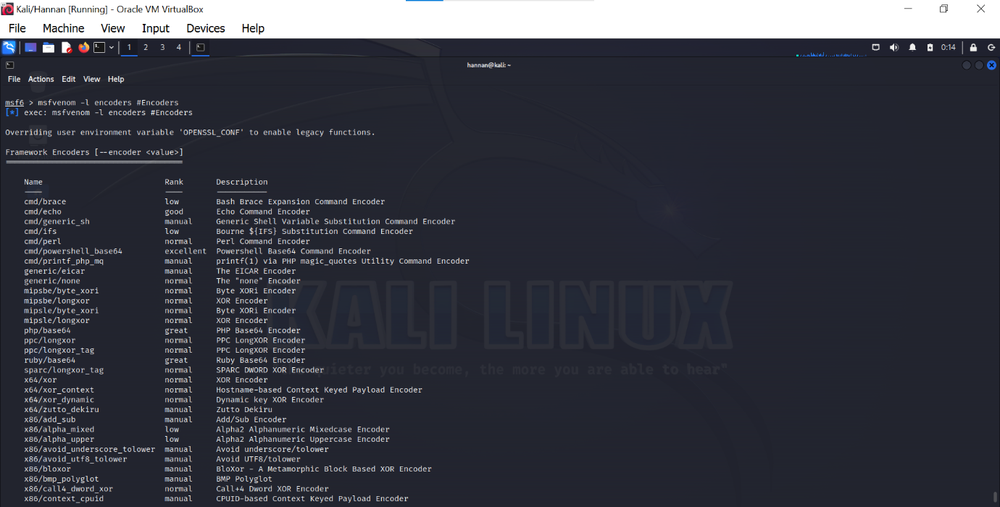 Kali/Hannan [Running] - Oracle VM VirtualBox
File Machine View Input Devices Help
1 2 3 4 0:14
hannan@kali: ~
File Actions Edit View Help
msf6 > msfvenom -l encoders #Encoders
[*] exec: msfvenom -l encoders #Encoders
Overriding user environment variable 'OPENSSL_CONF' to enable legacy functions.
Framework Encoders [--encoder <value>]
Name Rank Description
cmd/brace low Bash Brace Expansion Command Encoder
cmd/echo good Echo Command Encoder
cmd/generic_sh manual Generic Shell Variable Substitution Command Encoder
cmd/ifs low Bourne ${IFS} Substitution Command Encoder
cmd/perl normal Perl Command Encoder
cmd/powershell_base64 excellent Powershell Base64 Command Encoder
cmd/printf_php_mq manual printf(1) via PHP magic_quotes Utility Command Encoder
generic/eicar manual The EICAR Encoder
generic/none normal The "none" Encoder
mipsbe/byte_xori normal Byte XORi Encoder
mipsbe/longxor normal XOR Encoder
mipsle/byte_xori normal Byte XORi Encoder
mipsle/longxor normal XOR Encoder
php/base64 great PHP Base64 Encoder
ppc/longxor normal PPC LongXOR Encoder
ppc/longxor_tag normal PPC LongXOR Encoder
ruby/base64 great Ruby Base64 Encoder
sparc/longxor_tag normal SPARC DWORD XOR Encoder
x64/xor normal XOR Encoder
x64/xor_context normal Hostname-based Context Keyed Payload Encoder
x64/xor_dynamic normal Dynamic key XOR Encoder
x64/zutto_dekiru manual Zutto Dekiru
x86/add_sub manual Add/Sub Encoder
x86/alpha_mixed low Alpha2 Alphanumeric Mixedcase Encoder
x86/alpha_upper low Alpha2 Alphanumeric Uppercase Encoder
x86/avoid_underscore_tolower manual Avoid underscore/tolower
x86/avoid_utf8_tolower manual Avoid UTF8/tolower
x86/bloxor manual BloXor - A Metamorphic Block Based XOR Encoder
x86/bmp_polyglot manual BMP Polyglot
x86/call4_dword_xor normal Call+4 Dword XOR Encoder
x86/context_cpuid manual CPUID-based Context Keyed Payload Encoder
KALI LINUX
quieter you become, the more you are able to hear"